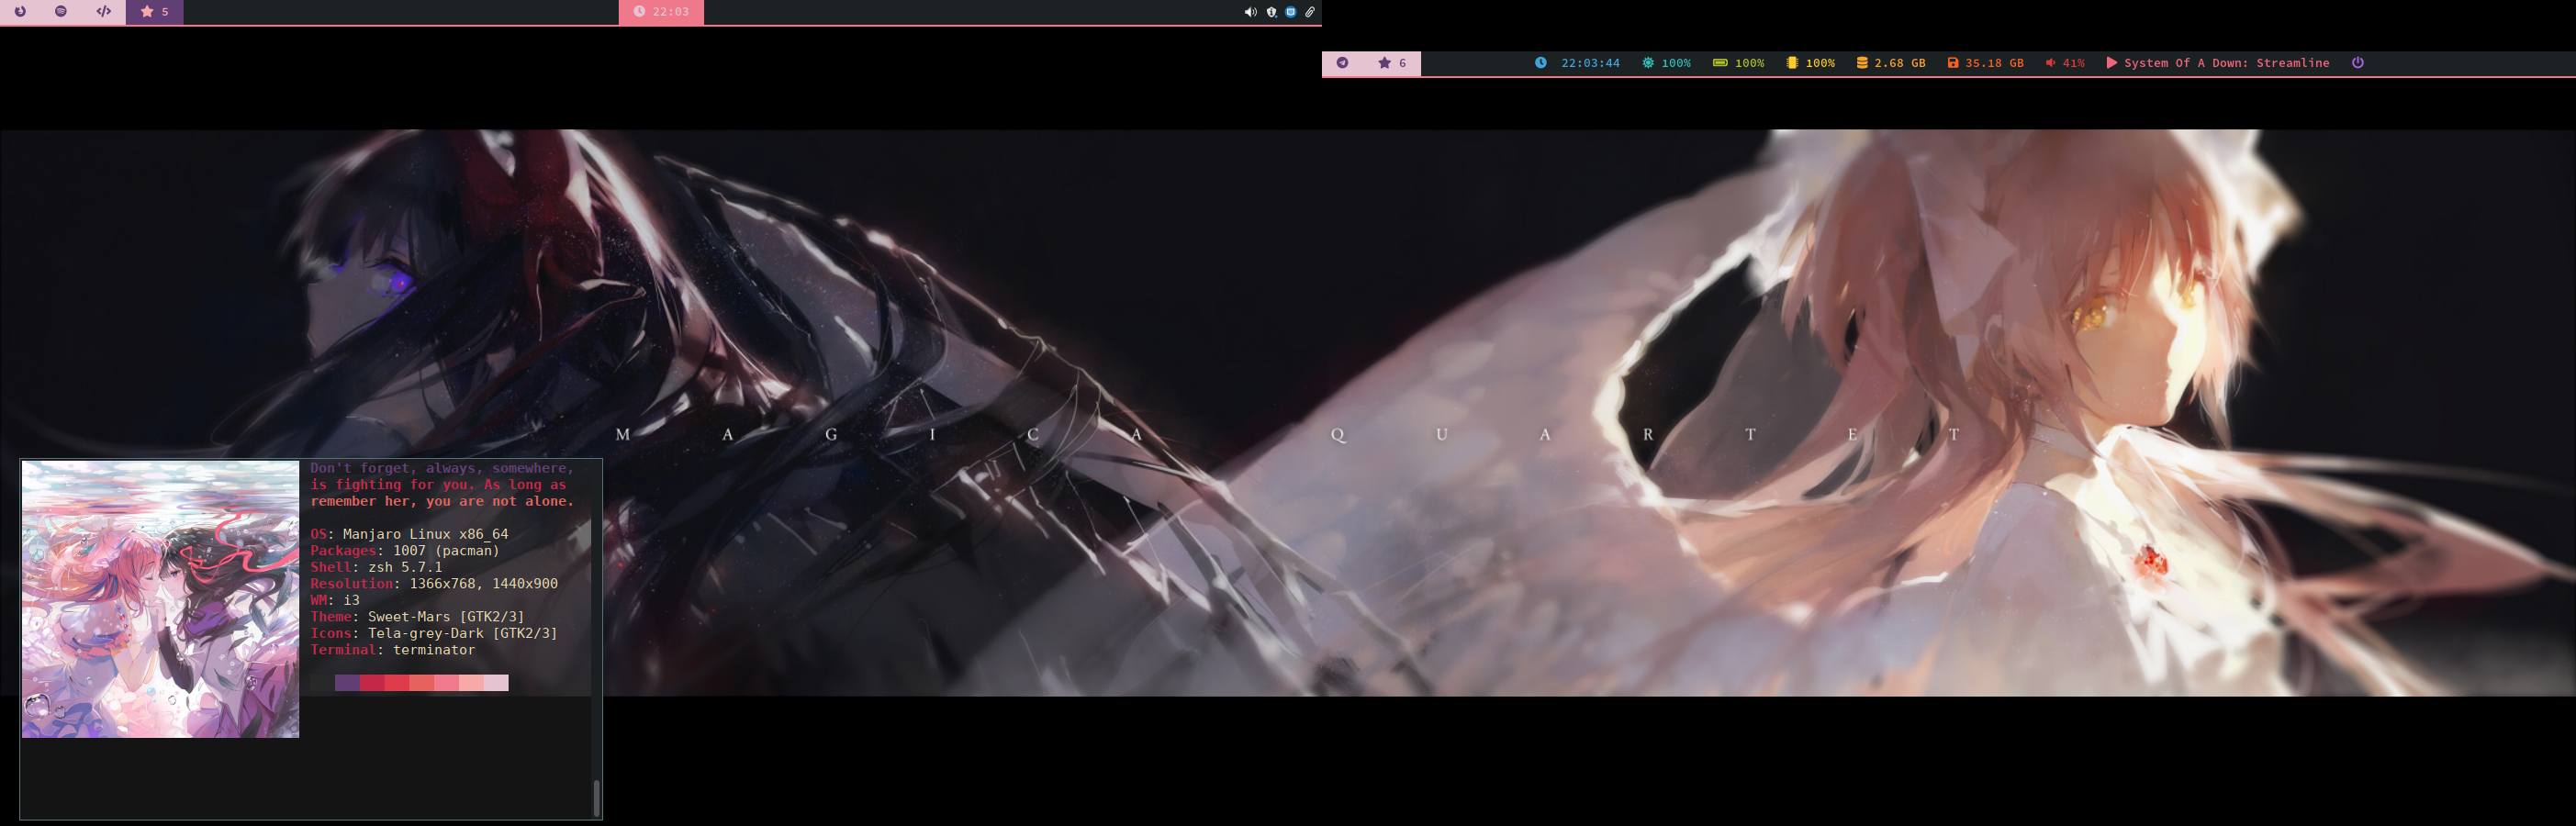 5
22:03
6
22:03:44
100%
100%
100%
2.68 GB
35.18 GB
41%
System Of A Down: Streamline
MAGICA QUARTET
Don't forget, always, somewhere,
is fighting for you. As long as
remember her, you are not alone.
OS: Manjaro Linux x86_64
Packages: 1007 (pacman)
Shell: zsh 5.7.1
Resolution: 1366x768, 1440x900
WM: i3
Theme: Sweet-Mars [GTK2/3]
Icons: Tela-grey-Dark [GTK2/3]
Terminal: terminator